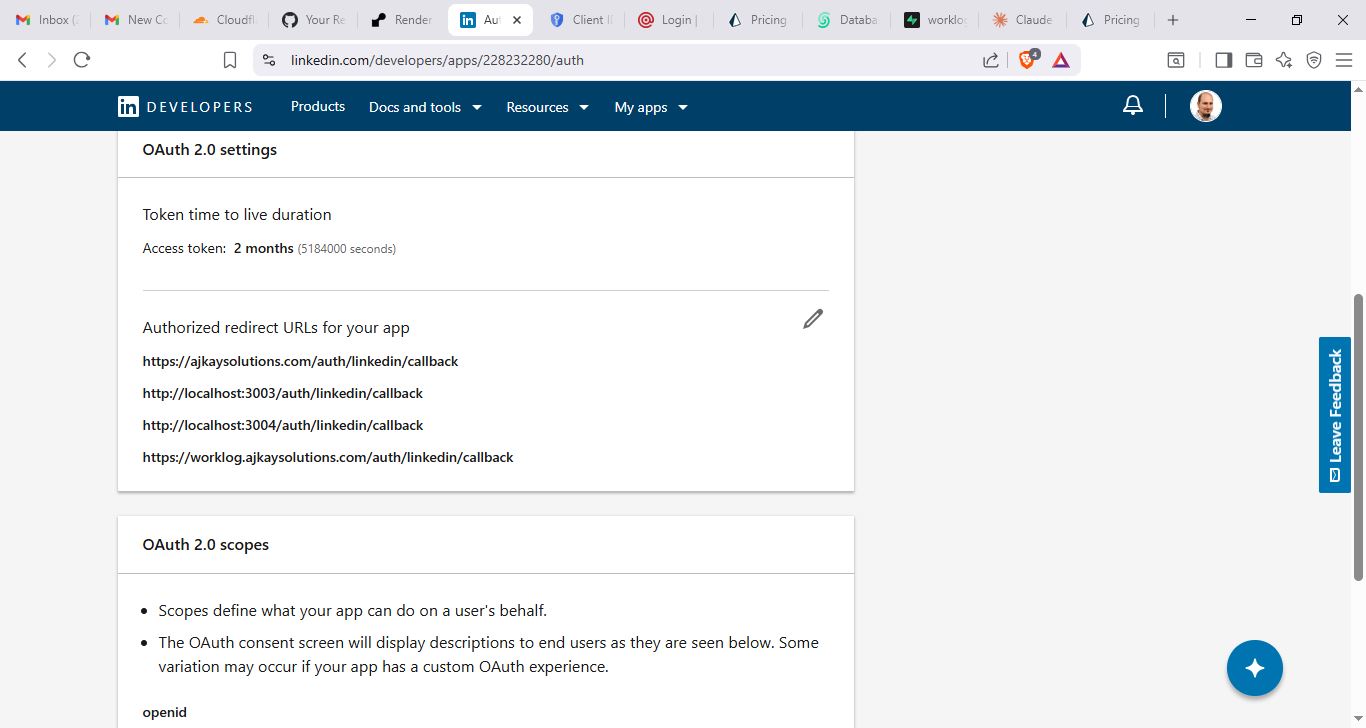 Inbox (
New Co
Cloudfl
Your Re
Render
Au
Client I
Login |
Pricing
Databa
worklo
Claude
Pricing
linkedin.com/developers/apps/228232280/auth
4
in DEVELOPERS
Products
Docs and tools
Resources
My apps
OAuth 2.0 settings
Token time to live duration
Access token: 2 months (5184000 seconds)
Authorized redirect URLs for your app
https://ajkaysolutions.com/auth/linkedin/callback
http://localhost:3003/auth/linkedin/callback
http://localhost:3004/auth/linkedin/callback
https://worklog.ajkaysolutions.com/auth/linkedin/callback
Leave Feedback
OAuth 2.0 scopes
Scopes define what your app can do on a user's behalf.
The OAuth consent screen will display descriptions to end users as they are seen below. Some
variation may occur if your app has a custom OAuth experience.
openid